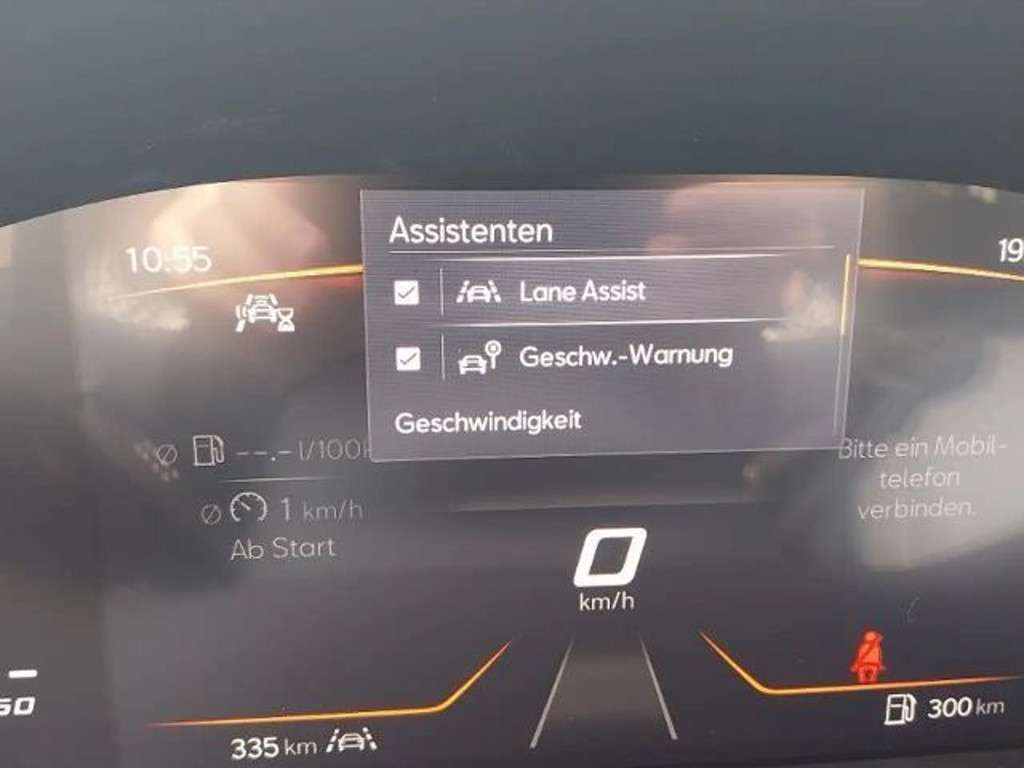 Assistenten
10:55
19
Lane Assist
Geschw.-Warnung
Geschwindigkeit
Ø --.- l/100
Bitte ein Mobil-
telefon
verbinden.
Ø 1 km/h
Ab Start
0
km/h
50
300 km
335 km